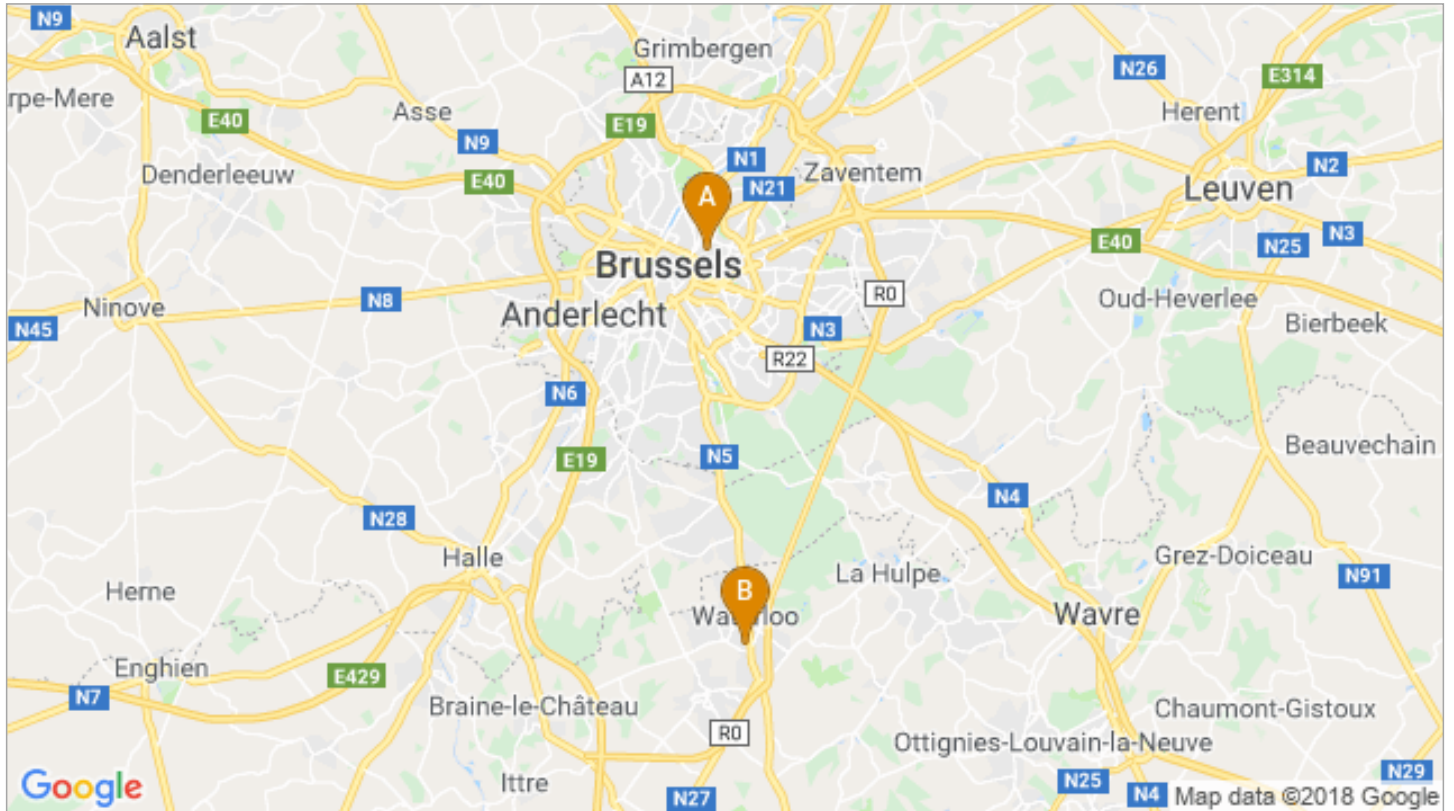 N9
Aalst
Grimbergen
A12
N26
E314
rpe-Mere
Asse
Herent
E40
E19
N9
N1
Zaventem
N2
Denderleeuw
E40
N21
Leuven
A
Brussels
E40
N25
N3
Ninove
N8
Anderlecht
R0
Oud-Heverlee
Bierbeek
N45
N3
R22
N6
Beauvechain
E19
N5
N4
N28
Halle
La Hulpe
Grez-Doiceau
N91
Herne
B
Waterloo
Wavre
Enghien
E429
N7
Braine-le-Château
Chaumont-Gistoux
R0
Ottignies-Louvain-la-Neuve
Google
Ittre
N27
N25
N29
N4
Map data ©2018 Google